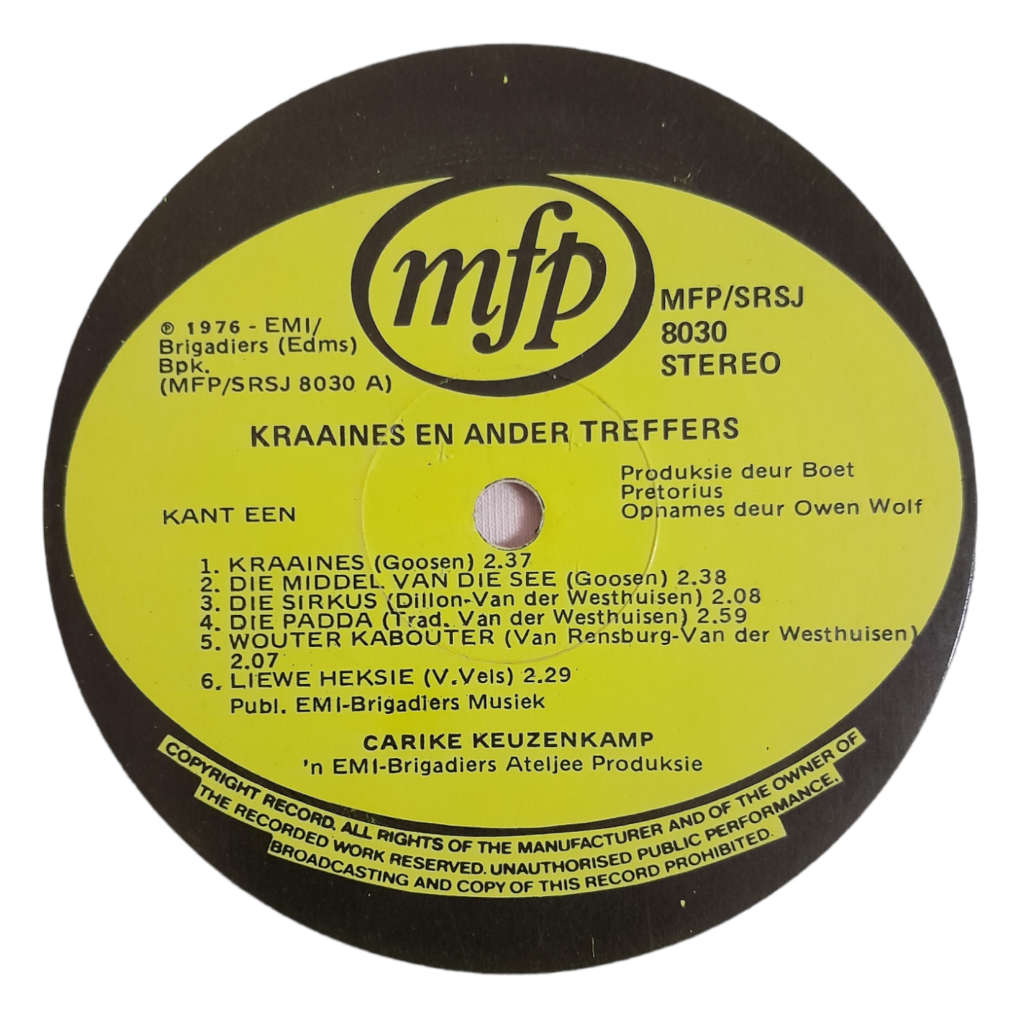 mfp
℗ 1976 - EMI/
Brigadiers (Edms)
Bpk.
(MFP/SRSJ 8030 A)
MFP/SRSJ
8030
STEREO
KRAAINES EN ANDER TREFFERS
Produksie deur Boet
Pretorius
Opnames deur Owen Wolf
KANT EEN
1. KRAAINES (Goosen) 2.37
2. DIE MIDDEL VAN DIE SEE (Goosen) 2.38
3. DIE SIRKUS (Dillon-Van der Westhuisen) 2.08
4. DIE PADDA (Trad. Van der Westhuisen) 2.59
5. WOUTER KABOUTER (Van Rensburg-Van der Westhuisen)
2.07
6. LIEWE HEKSIE (V.Vels) 2.29
Publ. EMI-Brigadiers Musiek
CARIKE KEUZENKAMP
'n EMI-Brigadiers Ateljee Produksie
COPYRIGHT RECORD. ALL RIGHTS OF THE MANUFACTURER AND OF THE OWNER OF
THE RECORDED WORK RESERVED. UNAUTHORISED PUBLIC PERFORMANCE,
BROADCASTING AND COPY OF THIS RECORD PROHIBITED.